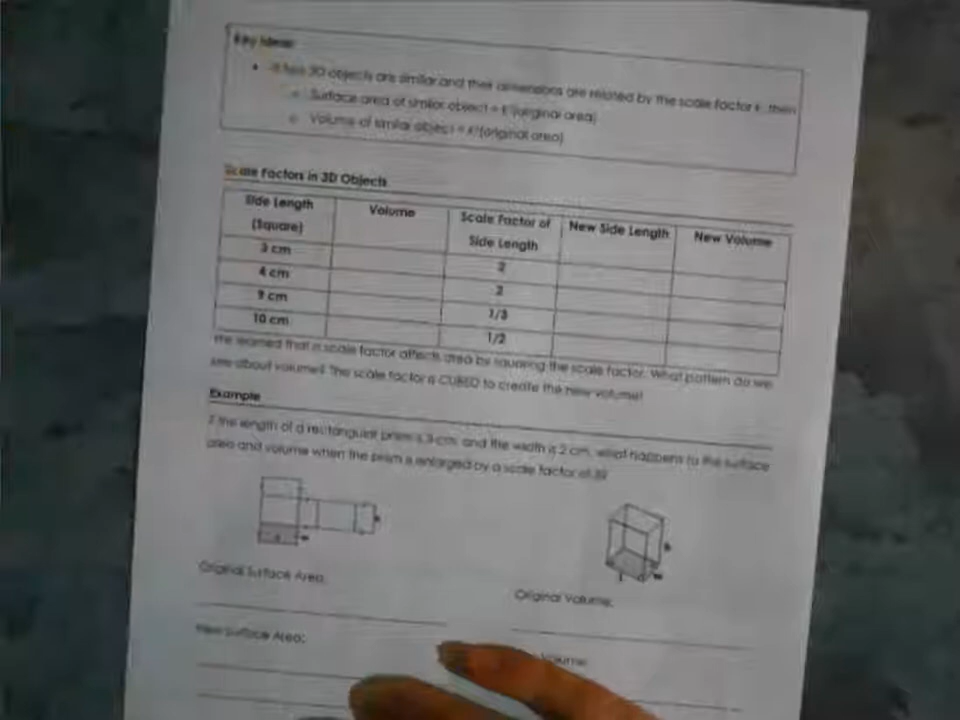 Key Ideas
• If two 3D objects are similar and their dimensions are related by the scale factor k, then
o Surface area of similar object = (original area)
o Volume of similar object = (original area)
Scale Factors in 3D Objects
Side Length (Square) Volume Scale Factor of Side Length New Side Length New Volume
3 cm 2
4 cm 2
9 cm 1/3
10 cm 1/2
We learned that a scale factor affects area by squaring the scale factor. What pattern do we
see about volume? The scale factor is CUBED to create the new volume!
Example
If the length of a rectangular prism is 3 cm, and the width is 2 cm, what happens to the surface
area and volume when the prism is enlarged by a scale factor of
Original Surface Area:
Original Volume:
New Surface Area:
Volume: